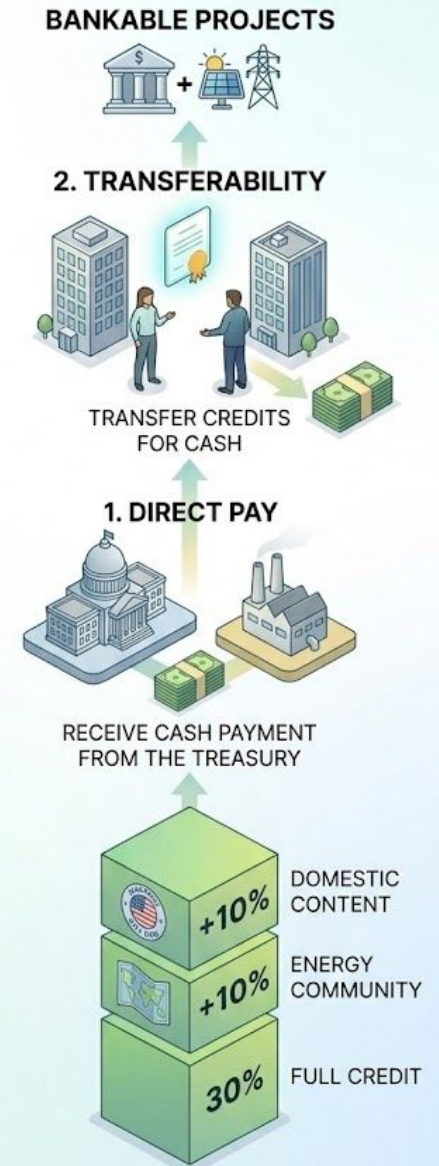 BANKABLE PROJECTS
$
+
2. TRANSFERABILITY
TRANSFER CREDITS
FOR CASH
1. DIRECT PAY
RECEIVE CASH PAYMENT
FROM THE TREASURY
+10%
DOMESTIC
CONTENT
+10%
ENERGY
COMMUNITY
30%
FULL CREDIT